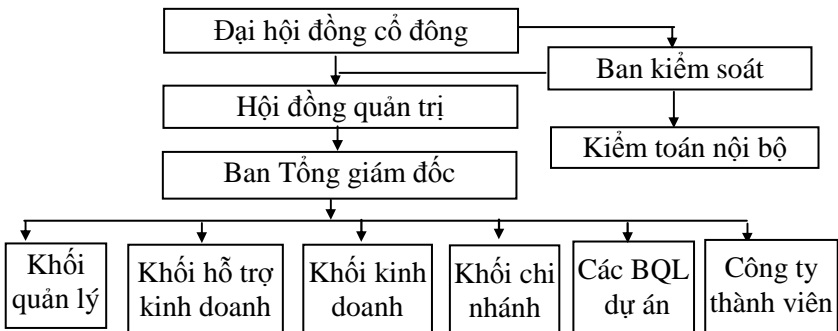 Đại hội đồng cổ đông
Ban kiểm soát
Hội đồng quản trị
Kiểm toán nội bộ
Ban Tổng giám đốc
Khối
quản lý
Khối hỗ trợ
kinh doanh
Khối kinh
doanh
Khối chi
nhánh
Các BQL
dự án
Công ty
thành viên